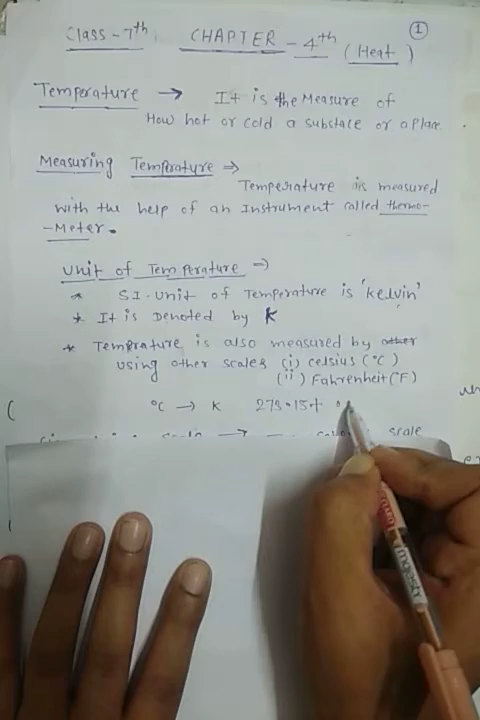 Class-7th CHAPTER - 4th (Heat) 1
Temperature → It is the Measure of
How hot or cold a substace or a Place.
Measuring Temperature ⇒
Temperature is measured
with the help of an Instrument called thermo-
-Meter.
Unit of Temperature ⇒
* SI-Unit of Temperature is 'kelvin'
* It is Denoted by K
* Temprature is also measured by other
using other scales (i) celsius (°C)
(ii) Fahrenheit (°F)
°C → K 273.15+
scale